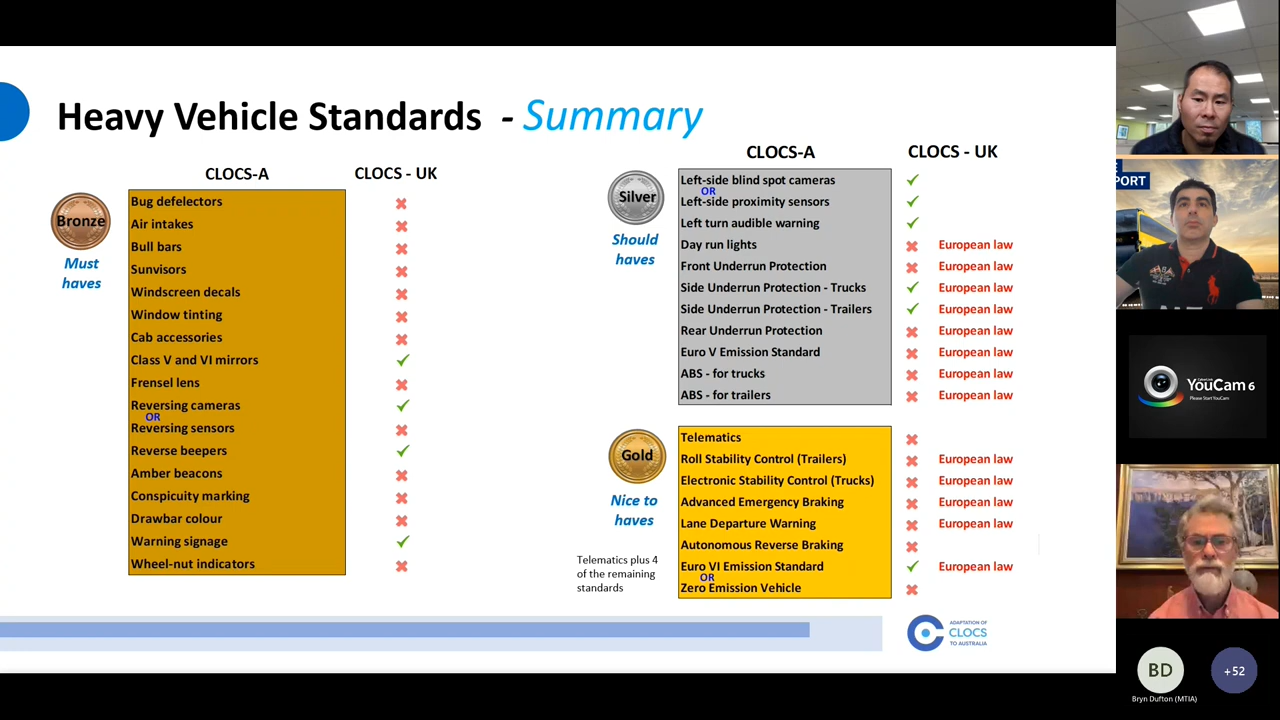 Heavy Vehicle Standards - Summary
CLOCS-A
CLOCS - UK
Bronze
Must
haves
Bug defelectors
Air intakes
Bull bars
Sunvisors
Windscreen decals
Window tinting
Cab accessories
Class V and VI mirrors
Frensel lens
Reversing cameras
OR
Reversing sensors
Reverse beepers
Amber beacons
Conspicuity marking
Drawbar colour
Warning signage
Wheel-nut indicators
CLOCS-A
CLOCS - UK
Silver
Should
haves
Left-side blind spot cameras
OR
Left-side proximity sensors
Left turn audible warning
Day run lights European law
Front Underrun Protection European law
Side Underrun Protection - Trucks European law
Side Underrun Protection - Trailers European law
Rear Underrun Protection European law
Euro V Emission Standard European law
ABS - for trucks European law
ABS - for trailers European law
Gold
Nice to
haves
Telematics plus 4
of the remaining
standards
Telematics
Roll Stability Control (Trailers) European law
Electronic Stability Control (Trucks) European law
Advanced Emergency Braking European law
Lane Departure Warning European law
Autonomous Reverse Braking
Euro VI Emission Standard European law
OR
Zero Emission Vehicle
ADAPTATION OF
CLOCS
TO AUSTRALIA
YouCam 6
Please Start YouCam
BD
Bryn Dufton (MTIA)
+52